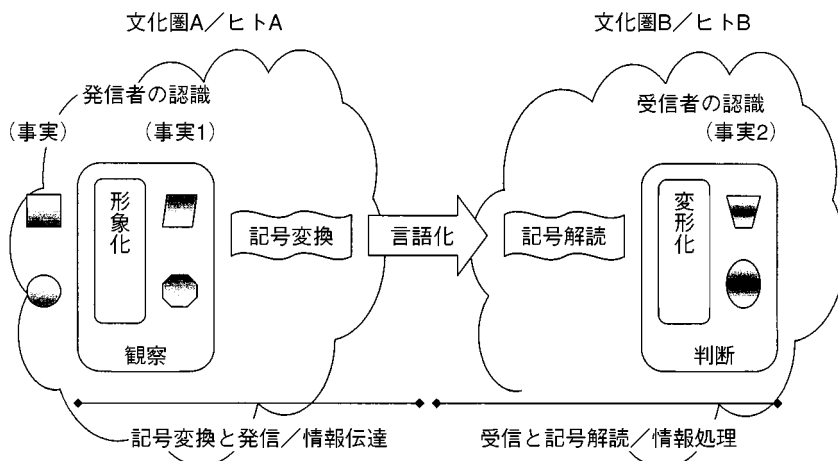 文化圏A／ヒトA
文化圏B／ヒトB
発信者の認識
受信者の認識
（事実）
（事実1）
（事実2）
形象化
記号変換
言語化
記号解読
変形化
観察
判断
記号変換と発信／情報伝達
受信と記号解読／情報処理